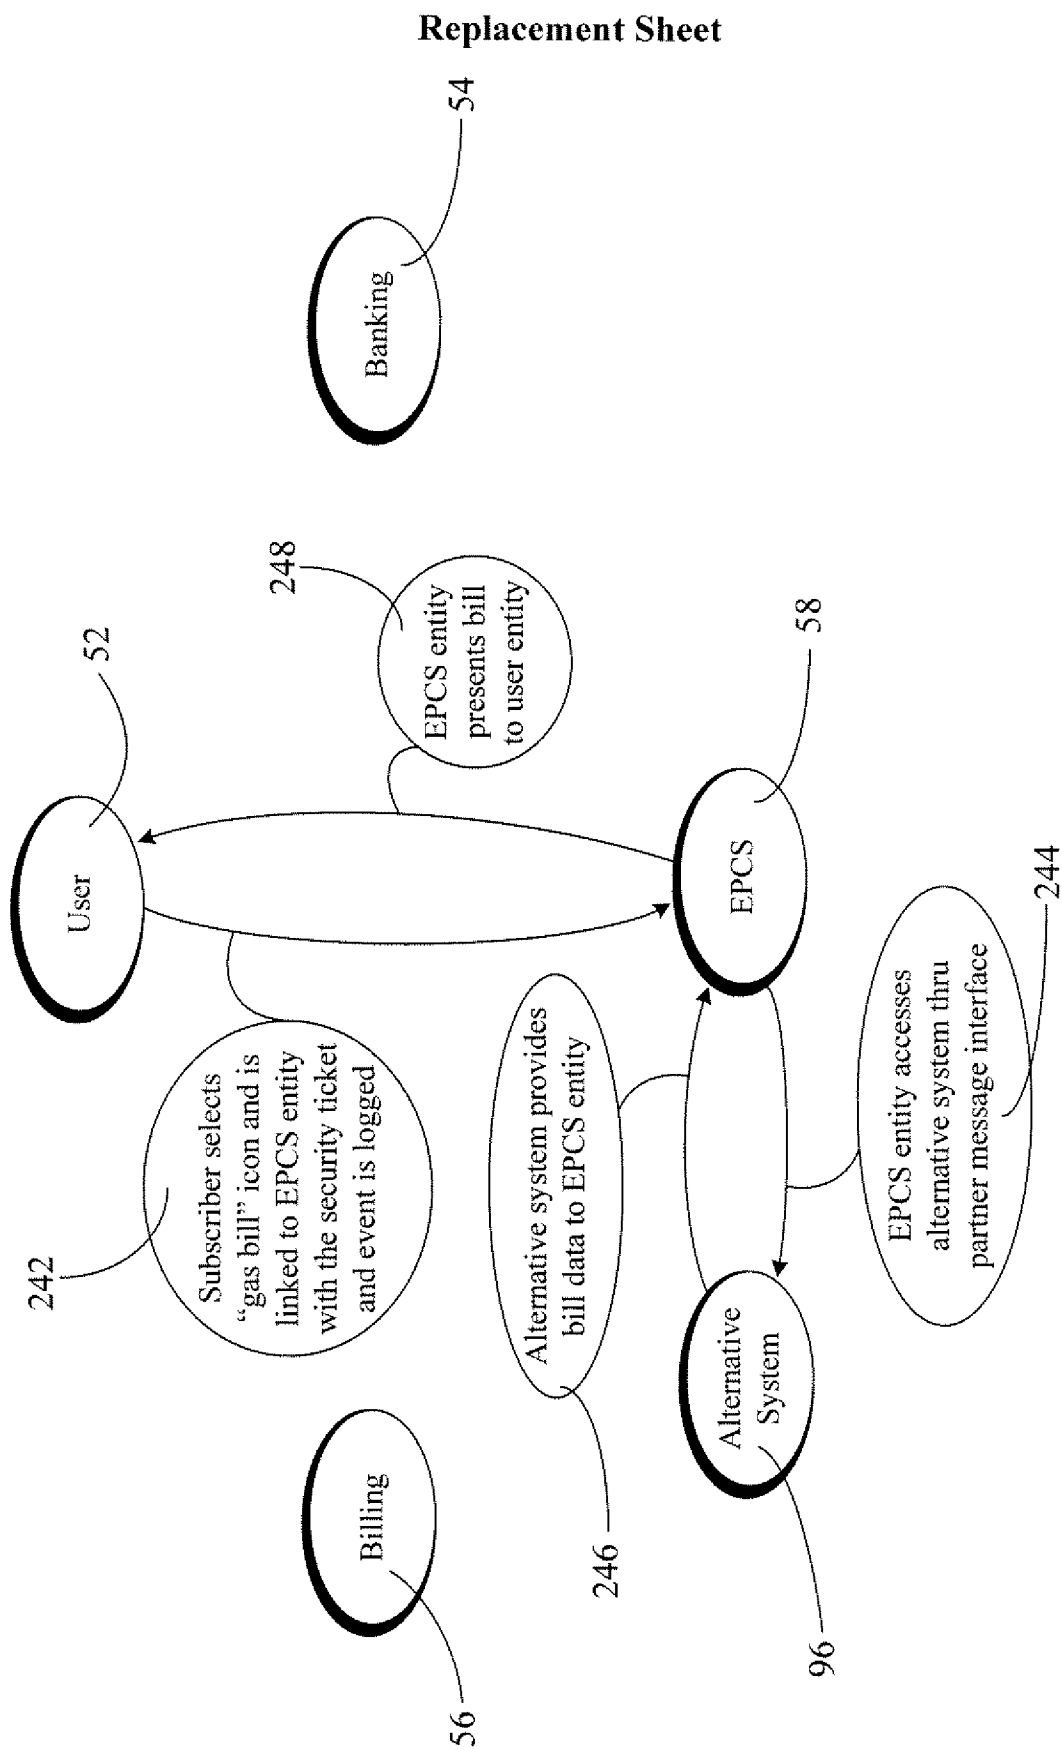 Replacement Sheet
User
52
Subscriber selects
“gas bill” icon and is
linked to EPCS entity
with the security ticket
and event is logged
242
EPCS entity
presents bill
to user entity
248
Billing
56
Banking
54
Alternative system provides
bill data to EPCS entity
246
EPCS
58
Alternative
System
96
EPCS entity accesses
alternative system thru
partner message interface
244